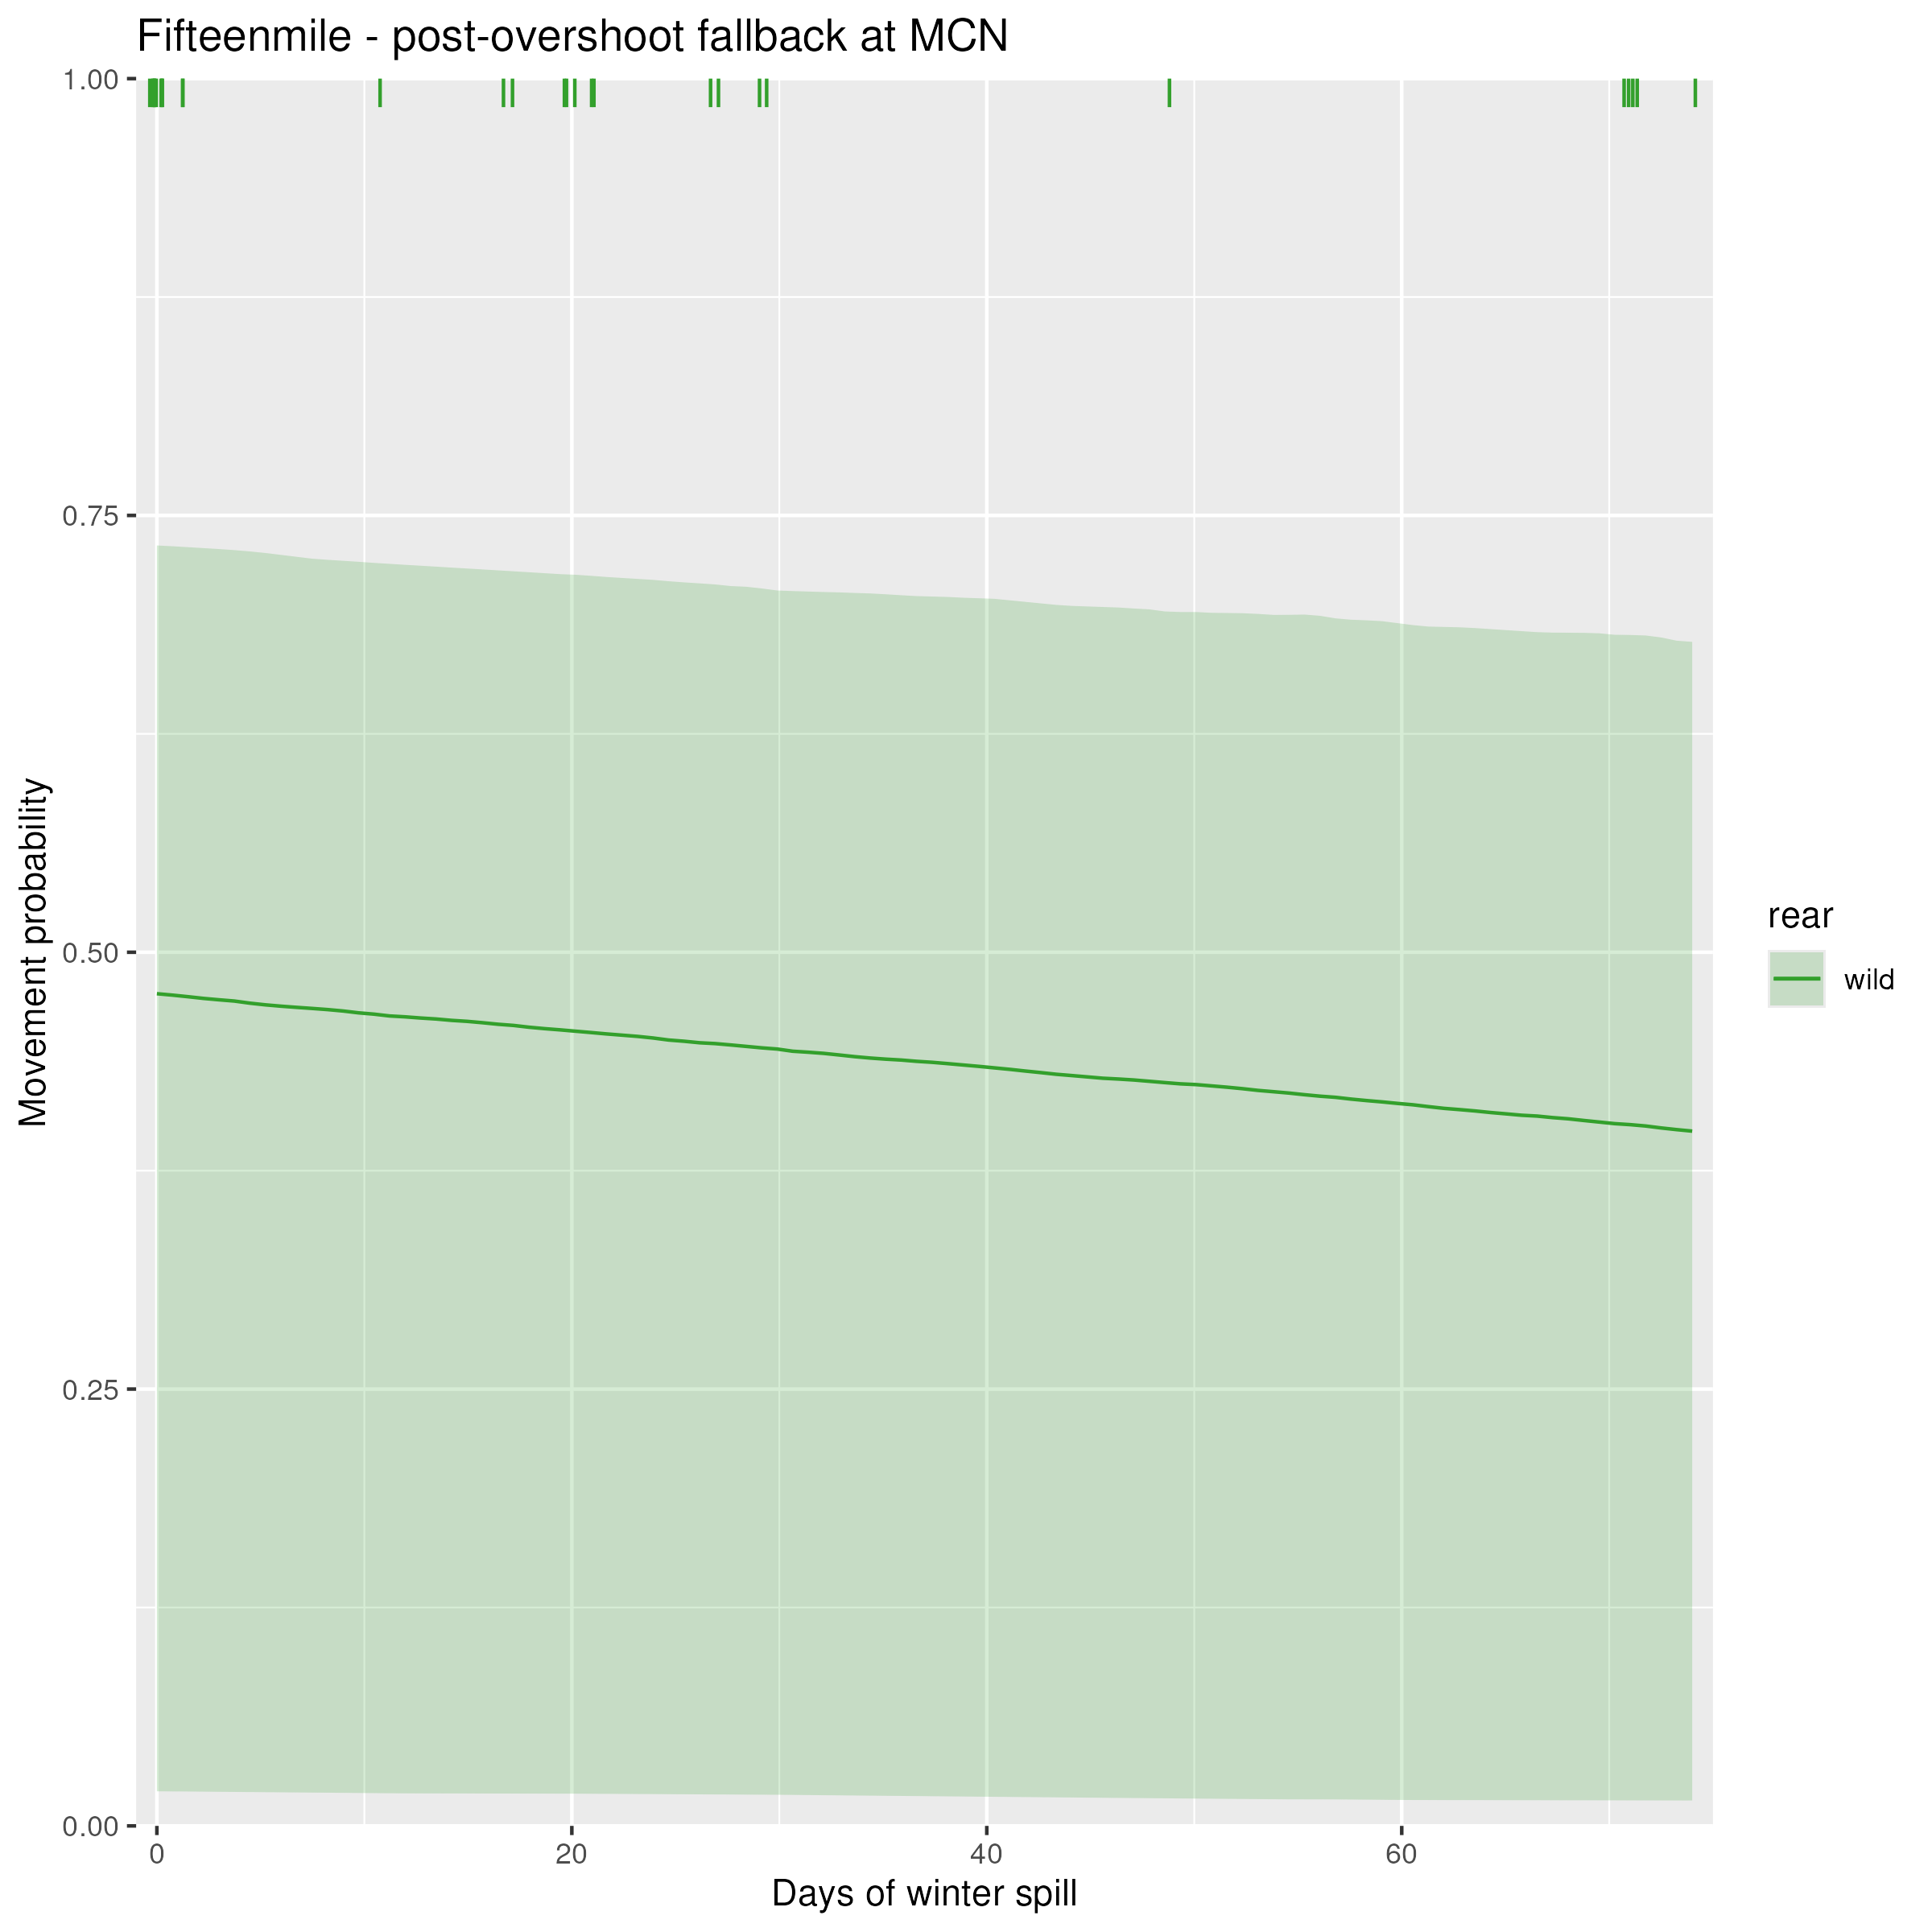 Fifteenmile - post-overshoot fallback at MCN
1.00
0.75
0.50
0.25
0.00
Movement probability
0
20
40
60
Days of winter spill
rear
wild